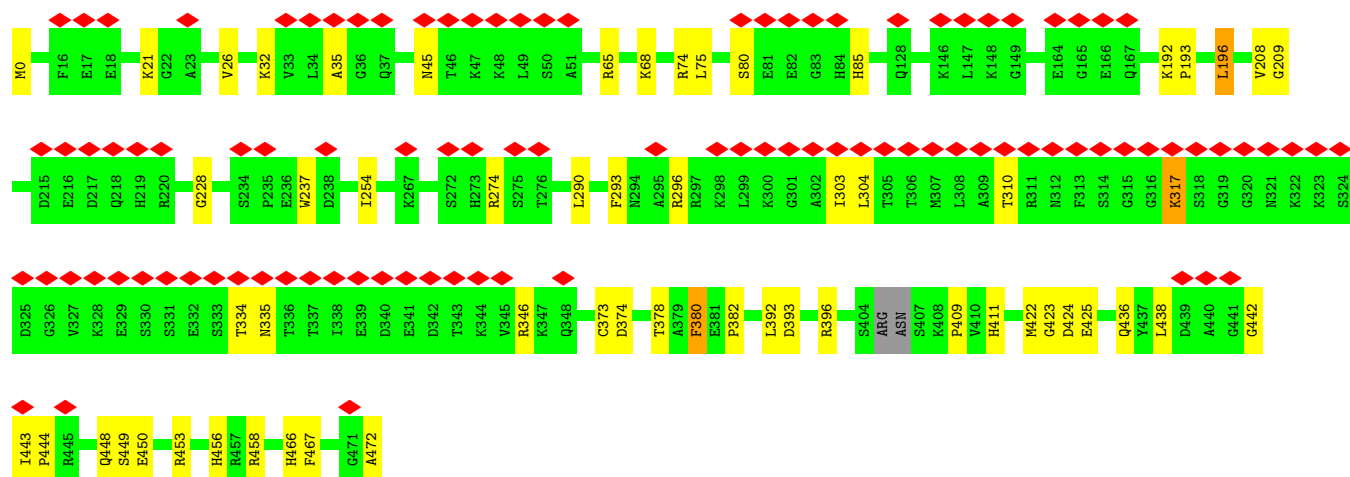 M0 F16 E17 E18 K21 G22 A23 V26 K32 V33 L34 A35 G36 Q37 N45 T46 K47 K48 L49 S50 A51 R65 K68 R74 L75 S80 E81 E82 G83 H84 H85 Q128 K146 L147 K148 G149 E164 G165 E166 Q167 K192 P193 L196 V208 G209
D215 E216 D217 Q218 H219 R220 G228 S234 P235 E236 W237 D238 I254 K267 S272 H273 R274 S275 T276 L290 F293 N294 A295 R296 R297 K298 L299 K300 G301 A302 I303 L304 T305 T306 M307 L308 A309 T310 R311 N312 F313 S314 G315 G316 K317 S318 G319 G320 N321 K322 K323 S324
D325 G326 V327 K328 E329 S330 S331 E332 S333 T334 N335 T336 T337 I338 E339 D340 E341 D342 T343 K344 V345 R346 K347 Q348 C373 D374 T378 A379 F380 E381 P382 L392 D393 R396 S404 ARG ASN S407 K408 P409 V410 H411 M422 G423 D424 E425 Q436 Y437 L438 D439 A440 G441 G442
I443 P444 R445 Q448 S449 E450 R453 H456 R457 R458 H466 F467 G471 A472